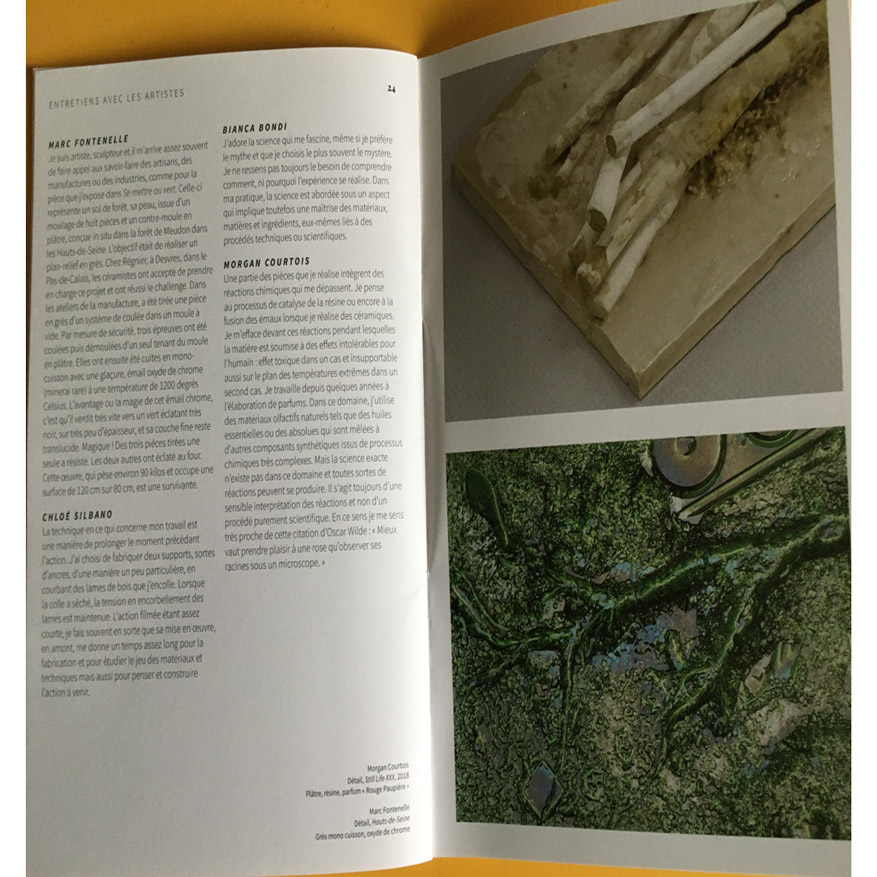 ENTRETIENS AVEC LES ARTISTES
24
MARC FONTENELLE
Je suis artiste, sculpteur et il m'arrive assez souvent
de faire appel aux savoir-faire des artisans, des
manufactures ou des industries, comme pour la
pièce que j'expose dans Se mettre au vert. Celle-ci
représente un sol de forêt, sa peau, issue d'un
moulage de huit pièces et un contre-moule en
plâtre, conçue in situ dans la forêt de Meudon dans
les Hauts-de-Seine. L'objectif était de réaliser un
plan-relief en grès. Chez Régnier, à Desvres, dans le
Pas-de-Calais, les céramistes ont accepté de prendre
en charge ce projet et ont réussi le challenge. Dans
les ateliers de la manufacture, a été tirée une pièce
en grès d'un système de coulée dans un moule à
vide. Par mesure de sécurité, trois épreuves ont été
coulées puis démoulées d'un seul tenant du moule
en plâtre. Elles ont ensuite été cuites en mono-
cuisson avec une glaçure, émail oxyde de chrome
(minerai rare) à une température de 1200 degrés
Celsius. L'avantage ou la magie de cet émail chrome,
c'est qu'il verdit très vite vers un vert éclatant très
noir, sur très peu d'épaisseur, et sa couche fine reste
translucide. Magique ! Des trois pièces tirées une
seule a résisté. Les deux autres ont éclaté au four.
Cette œuvre, qui pèse environ 90 kilos et occupe une
surface de 120 cm sur 80 cm, est une survivante.
CHLOÉ SILBANO
La technique en ce qui concerne mon travail est
une manière de prolonger le moment précédant
l'action. J'ai choisi de fabriquer deux supports, sortes
d'ancres, d'une manière un peu particulière, en
courbant des lames de bois que j'encolle. Lorsque
la colle a séché, la tension en encorbellement des
lames est maintenue. L'action filmée étant assez
courte, je fais souvent en sorte que sa mise en œuvre,
en amont, me donne un temps assez long pour la
fabrication et pour étudier le jeu des matériaux et
techniques mais aussi pour penser et construire
l'action à venir.
BIANCA BONDI
J'adore la science qui me fascine, même si je préfère
le mythe et que je choisis le plus souvent le mystère.
Je ne ressens pas toujours le besoin de comprendre
comment, ni pourquoi l'expérience se réalise. Dans
ma pratique, la science est abordée sous un aspect
qui implique toutefois une maîtrise des matériaux,
matières et ingrédients, eux-mêmes liés à des
procédés techniques ou scientifiques.
MORGAN COURTOIS
Une partie des pièces que je réalise intègrent des
réactions chimiques qui me dépassent. Je pense
au processus de catalyse de la résine ou encore à la
fusion des émaux lorsque je réalise des céramiques.
Je m'efface devant ces réactions pendant lesquelles
la matière est soumise à des effets intolérables pour
l'humain : effet toxique dans un cas et insupportable
aussi sur le plan des températures extrêmes dans un
second cas. Je travaille depuis quelques années à
l'élaboration de parfums. Dans ce domaine, j'utilise
des matériaux olfactifs naturels tels que des huiles
essentielles ou des absolues qui sont mêlées à
d'autres composants synthétiques issus de processus
chimiques très complexes. Mais la science exacte
n'existe pas dans ce domaine et toutes sortes de
réactions peuvent se produire. Il s'agit toujours d'une
sensible interprétation des réactions et non d'un
procédé purement scientifique. En ce sens je me sens
très proche de cette citation d'Oscar Wilde : « Mieux
vaut prendre plaisir à une rose qu'observer ses
racines sous un microscope. »
Morgan Courtois
Détail, Still Life XXX, 2018
Plâtre, résine, parfum « Rouge Paupière »
Marc Fontenelle
Détail, Hauts-de-Seine
Grès mono cuisson, oxyde de chrome